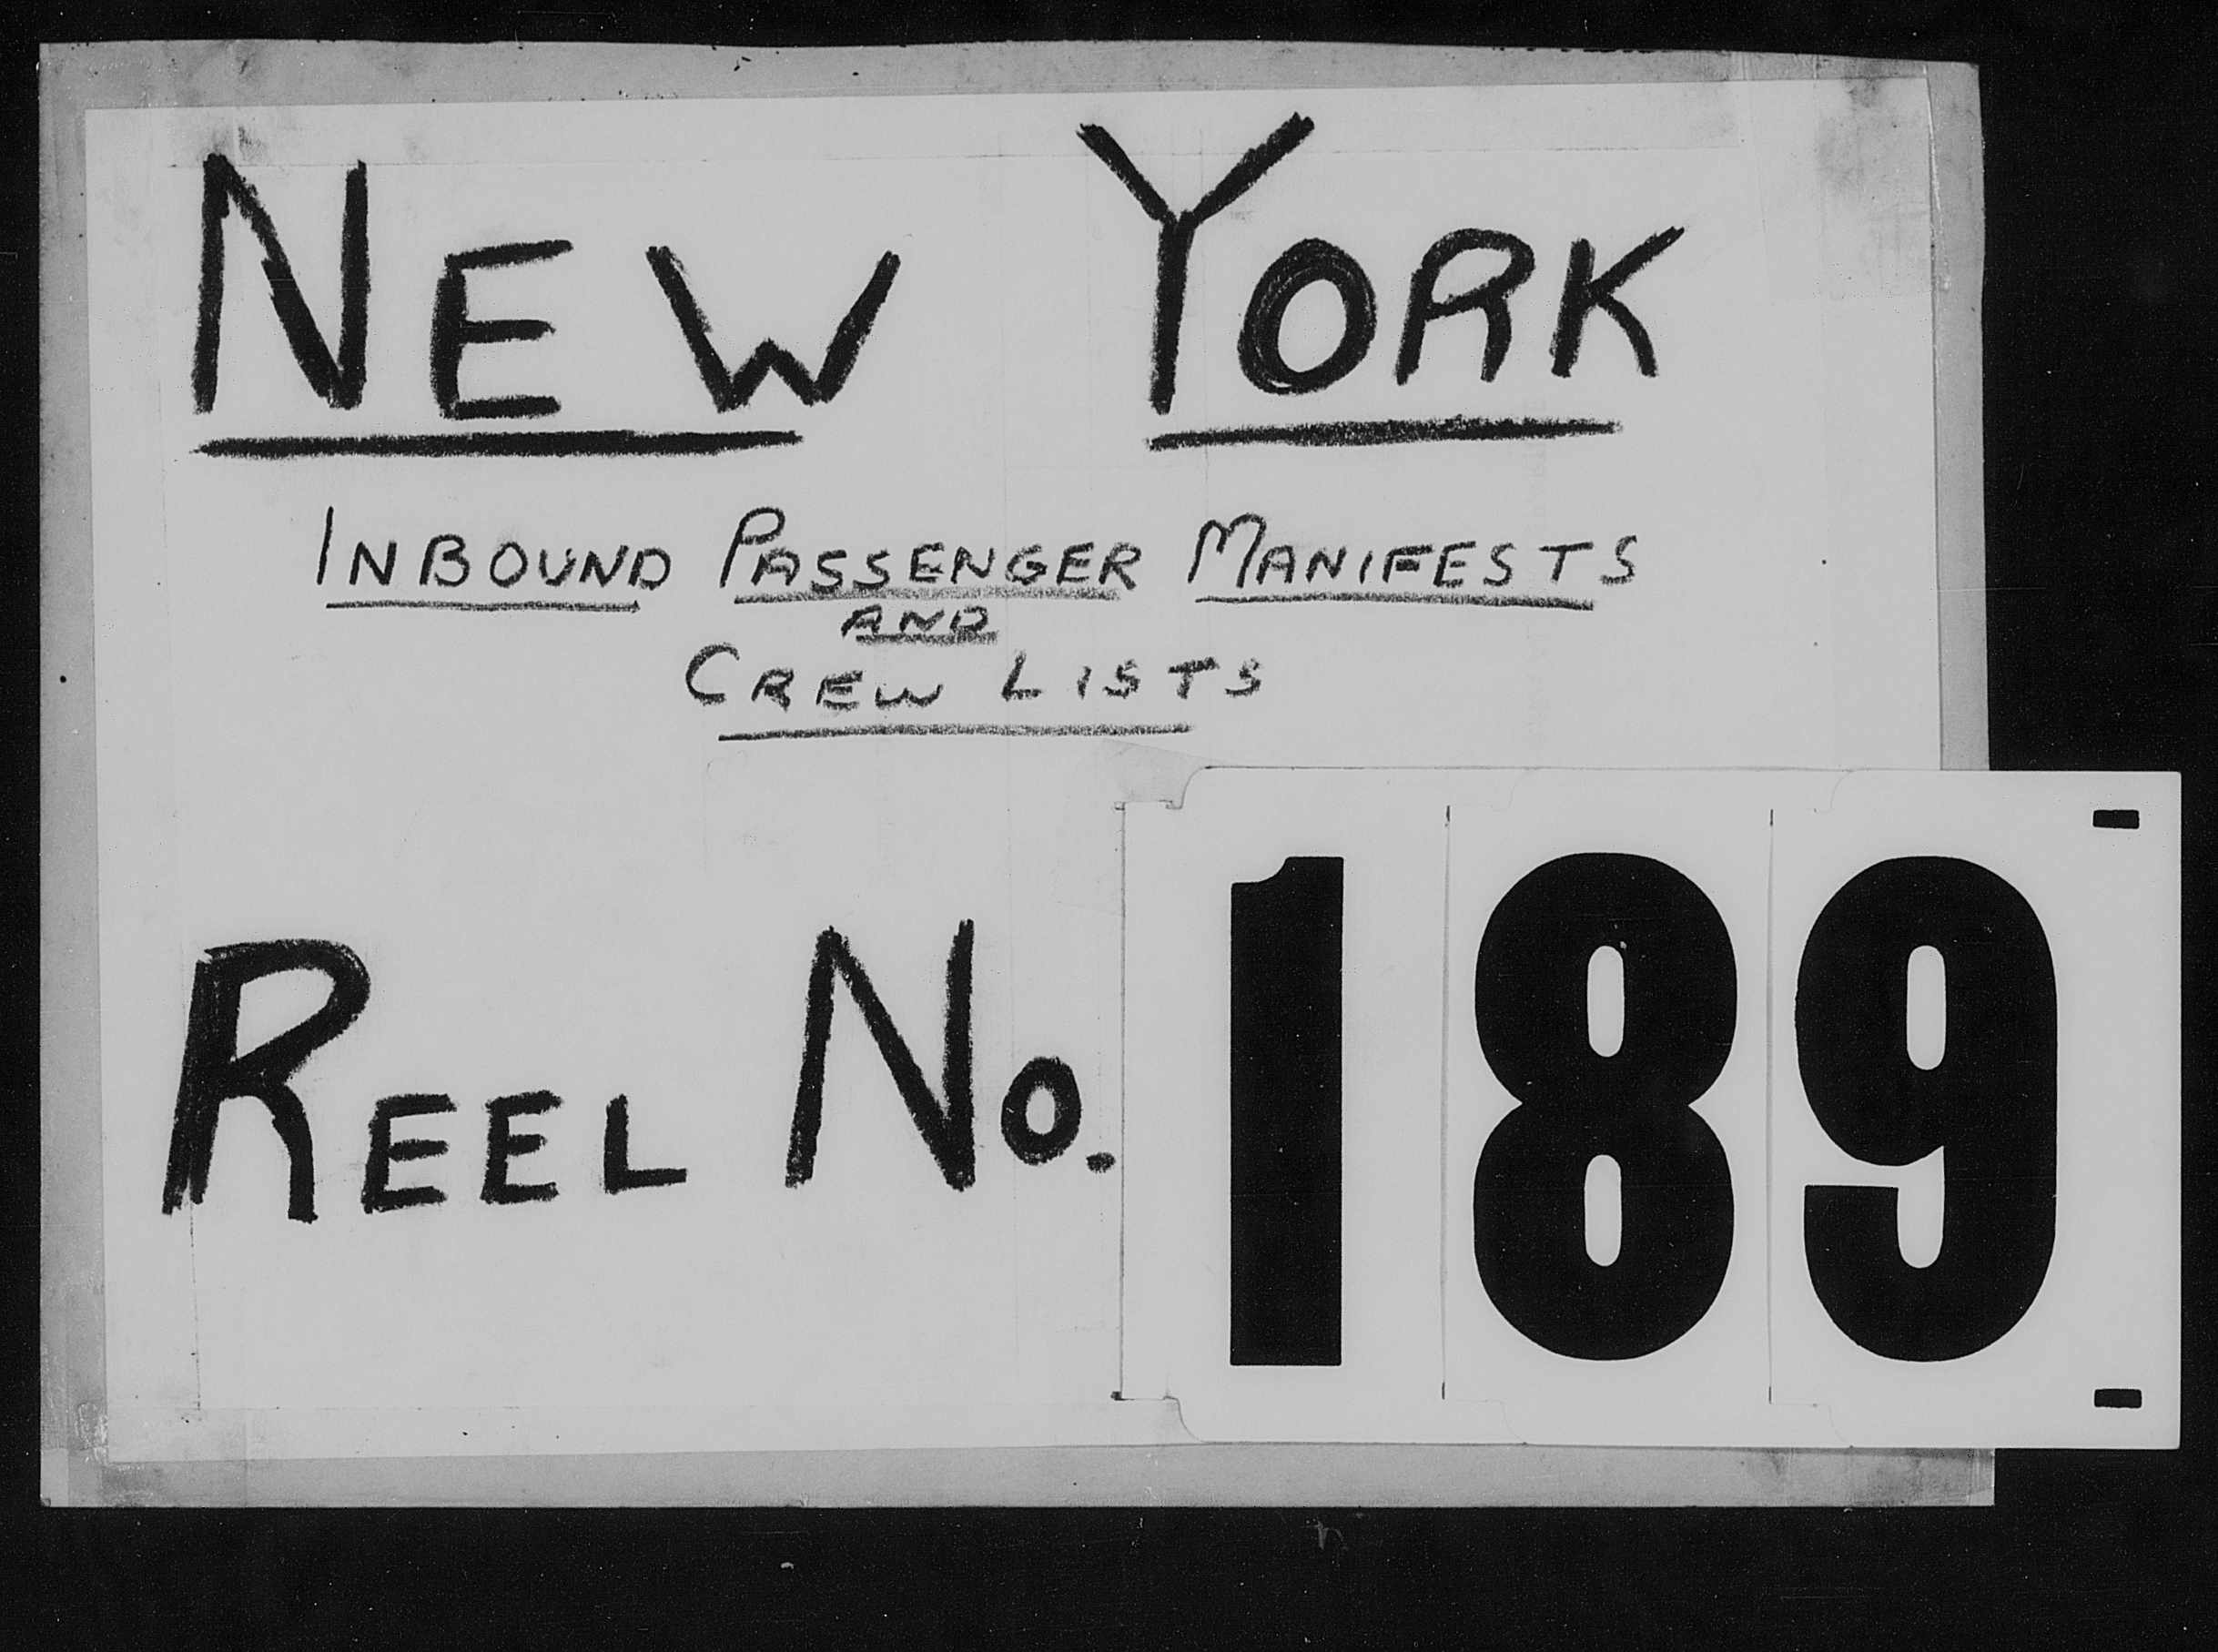 NEW YORK
INBOUND PASSENGER MANIFESTS
AND
CREW LISTS
REEL NO. 189